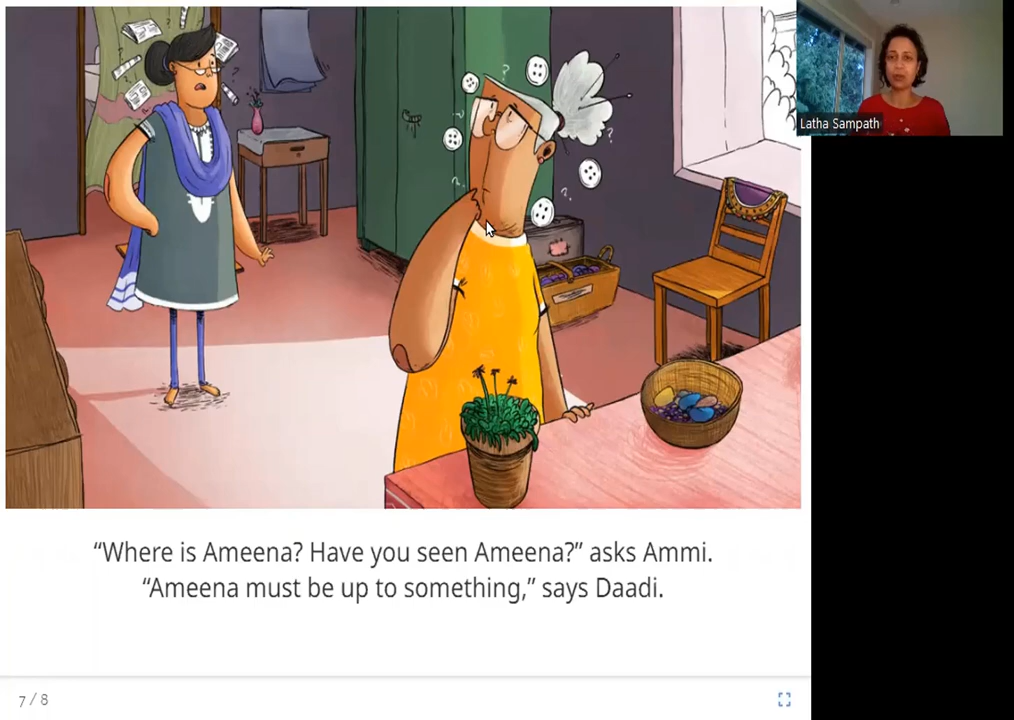 Latha Sampath
“Where is Ameena? Have you seen Ameena?” asks Ammi.
“Ameena must be up to something,” says Daadi.
7 / 8